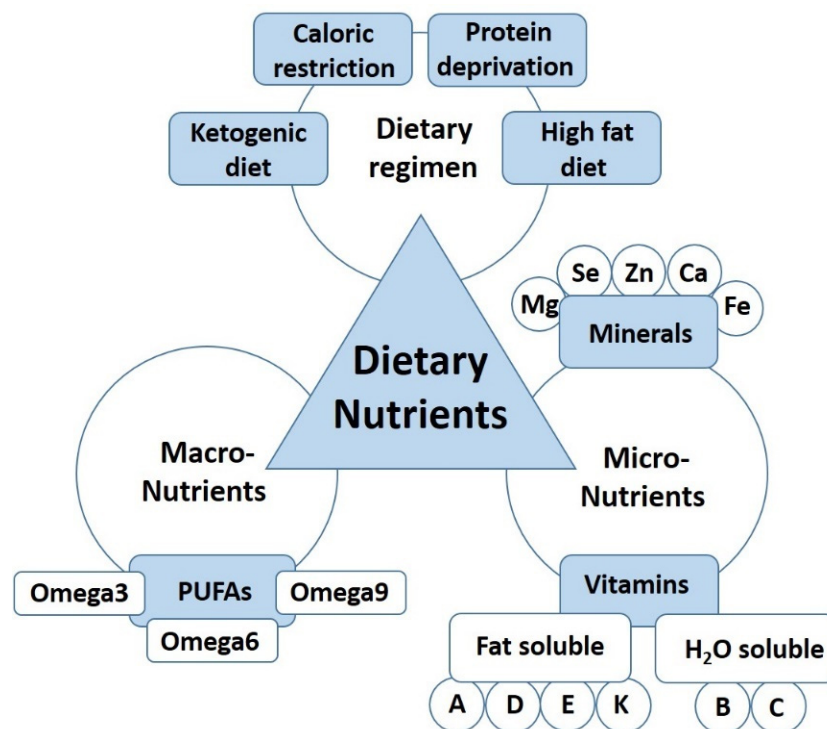 Caloric
restriction
Protein
deprivation
Ketogenic
diet
Dietary
regimen
High fat
diet
Se
Zn
Ca
Mg
Fe
Minerals
Dietary
Nutrients
Macro-
Nutrients
Micro-
Nutrients
Omega3
PUFAs
Omega9
Omega6
Vitamins
Fat soluble
H₂O soluble
A
D
E
K
B
C